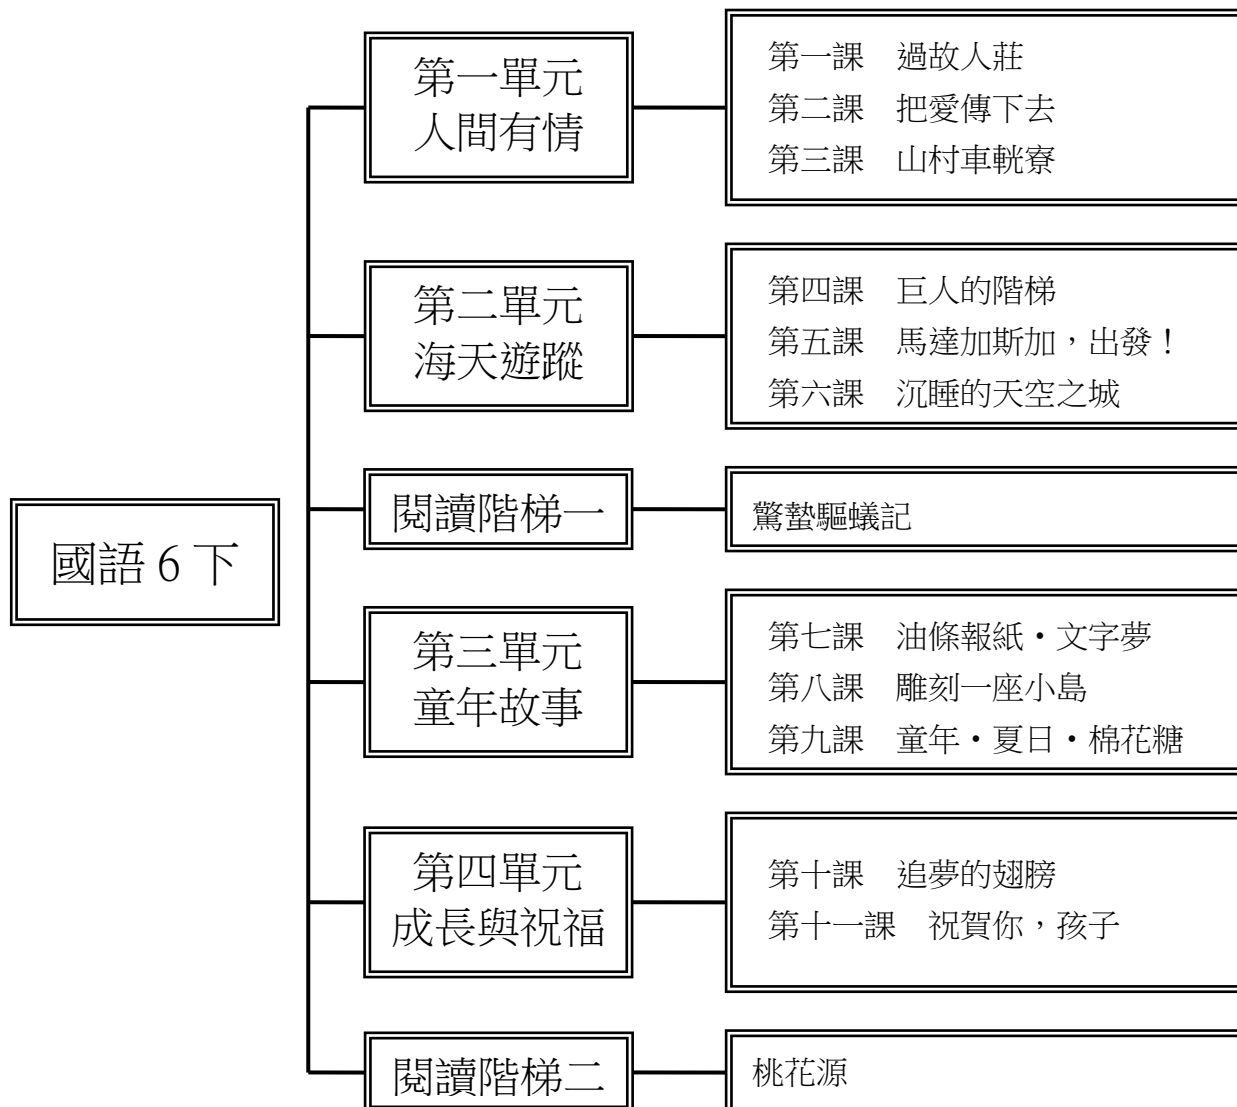 國語 6 下
第一單元
人間有情
第一課　過故人莊
第二課　把愛傳下去
第三課　山村車輄寮
第二單元
海天遊蹤
第四課　巨人的階梯
第五課　馬達加斯加，出發！
第六課　沉睡的天空之城
閱讀階梯一
驚蟄驅蟻記
第三單元
童年故事
第七課　油條報紙・文字夢
第八課　雕刻一座小島
第九課　童年・夏日・棉花糖
第四單元
成長與祝福
第十課　追夢的翅膀
第十一課　祝賀你，孩子
閱讀階梯二
桃花源